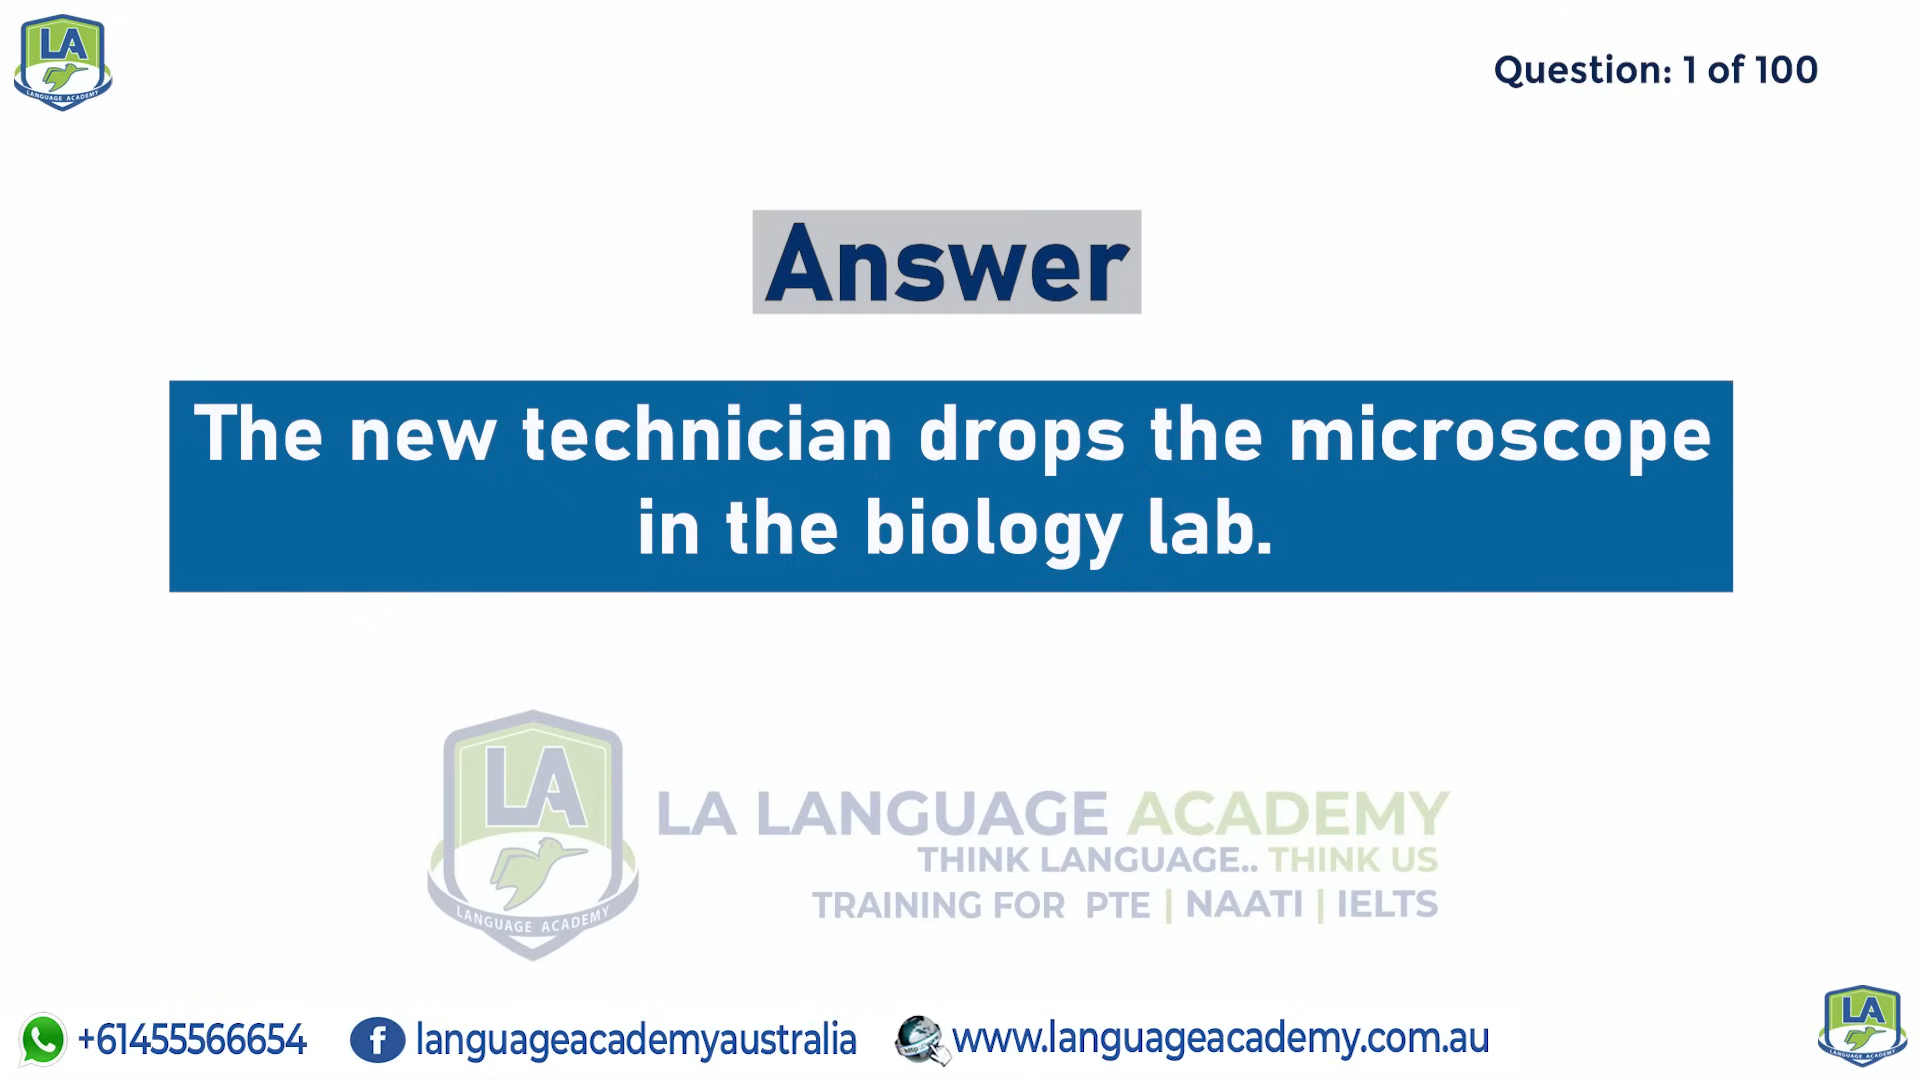 LA
LANGUAGE ACADEMY
Question: 1 of 100
Answer
The new technician drops the microscope
in the biology lab.
LA
LANGUAGE ACADEMY
LA LANGUAGE ACADEMY
THINK LANGUAGE.. THINK US
TRAINING FOR PTE | NAATI | IELTS
+61455566654
f
languageacademyaustralia
www.languageacademy.com.au
LA
LANGUAGE ACADEMY